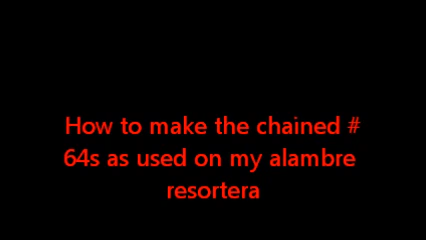 How to make the chained #
64s as used on my alambre
resortera